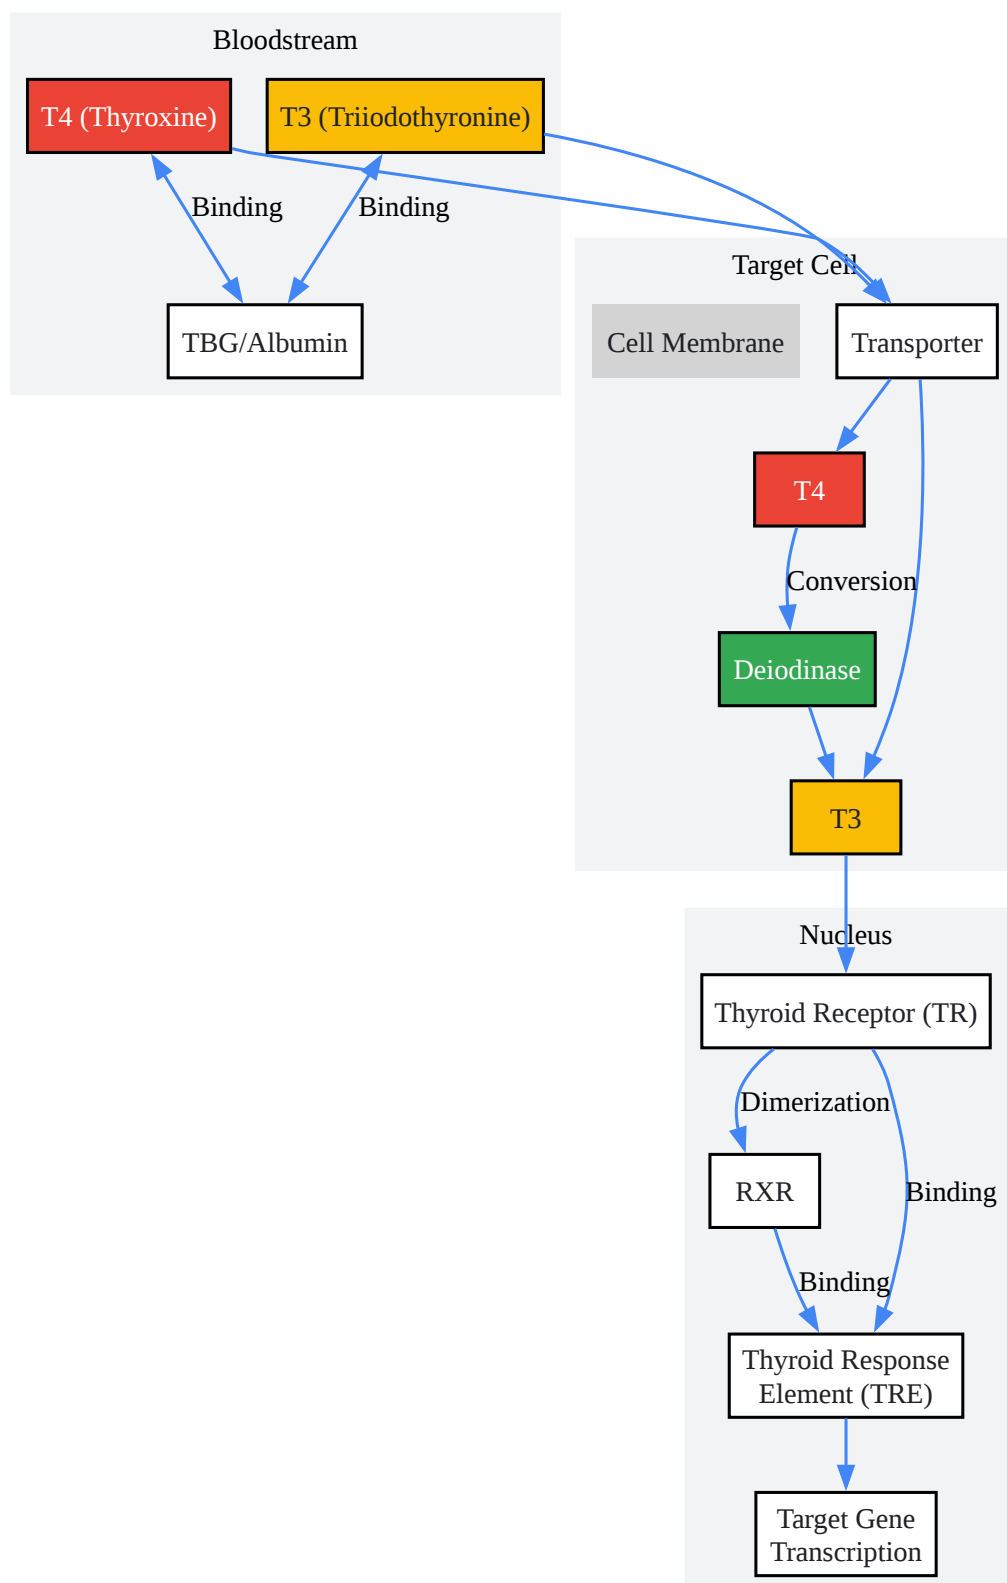 Bloodstream
T4 (Thyroxine)
T3 (Triiodothyronine)
Binding
Binding
TBG/Albumin
Target Cell
Cell Membrane
Transporter
T4
Conversion
Deiodinase
T3
Nucleus
Thyroid Receptor (TR)
Dimerization
RXR
Binding
Binding
Thyroid Response
Element (TRE)
Target Gene
Transcription